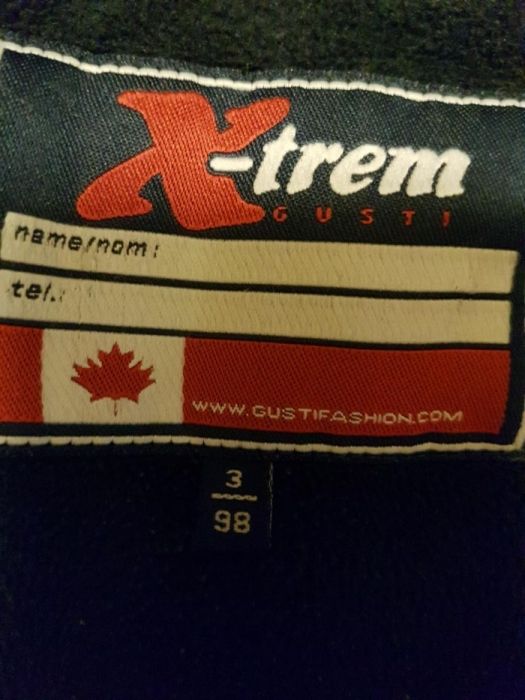 X-trem
GUSTI
name/nom:
tel.:
WWW.GUSTIFASHION.COM
3
98